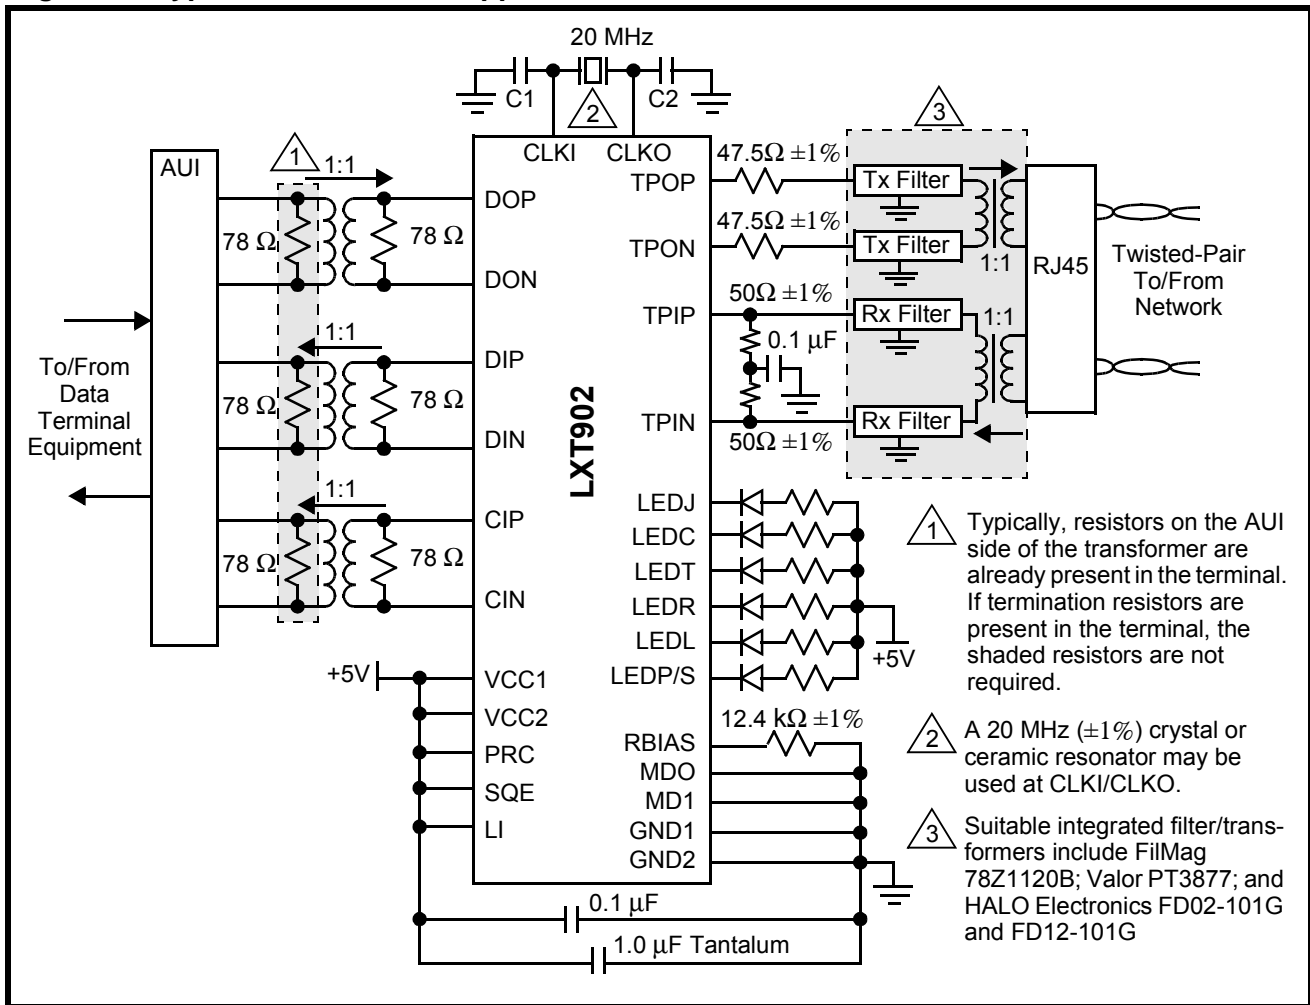 20 MHz
C1
C2
2
3
AUI
1
1:1
CLKI
CLKO
47.5Ω ±1%
TPOP
Tx Filter
DOP
78 Ω
78 Ω
47.5Ω ±1%
TPON
Tx Filter
1:1
RJ45
Twisted-Pair
To/From
Network
DON
50Ω ±1%
TPIP
Rx Filter
1:1
0.1 µF
1:1
DIP
To/From
Data
Terminal
Equipment
78 Ω
78 Ω
LXT902
TPIN
Rx Filter
50Ω ±1%
DIN
1:1
CIP
78 Ω
78 Ω
CIN
LEDJ
LEDC
LEDT
LEDR
LEDL
LEDP/S
+5V
+5V
VCC1
VCC2
PRC
SQE
LI
12.4 kΩ ±1%
RBIAS
MDO
MD1
GND1
GND2
0.1 µF
1.0 µF Tantalum
1
Typically, resistors on the AUI
side of the transformer are
already present in the terminal.
If termination resistors are
present in the terminal, the
shaded resistors are not
required.
2
A 20 MHz (±1%) crystal or
ceramic resonator may be
used at CLKI/CLKO.
3
Suitable integrated filter/trans-
formers include FilMag
78Z1120B; Valor PT3877; and
HALO Electronics FD02-101G
and FD12-101G